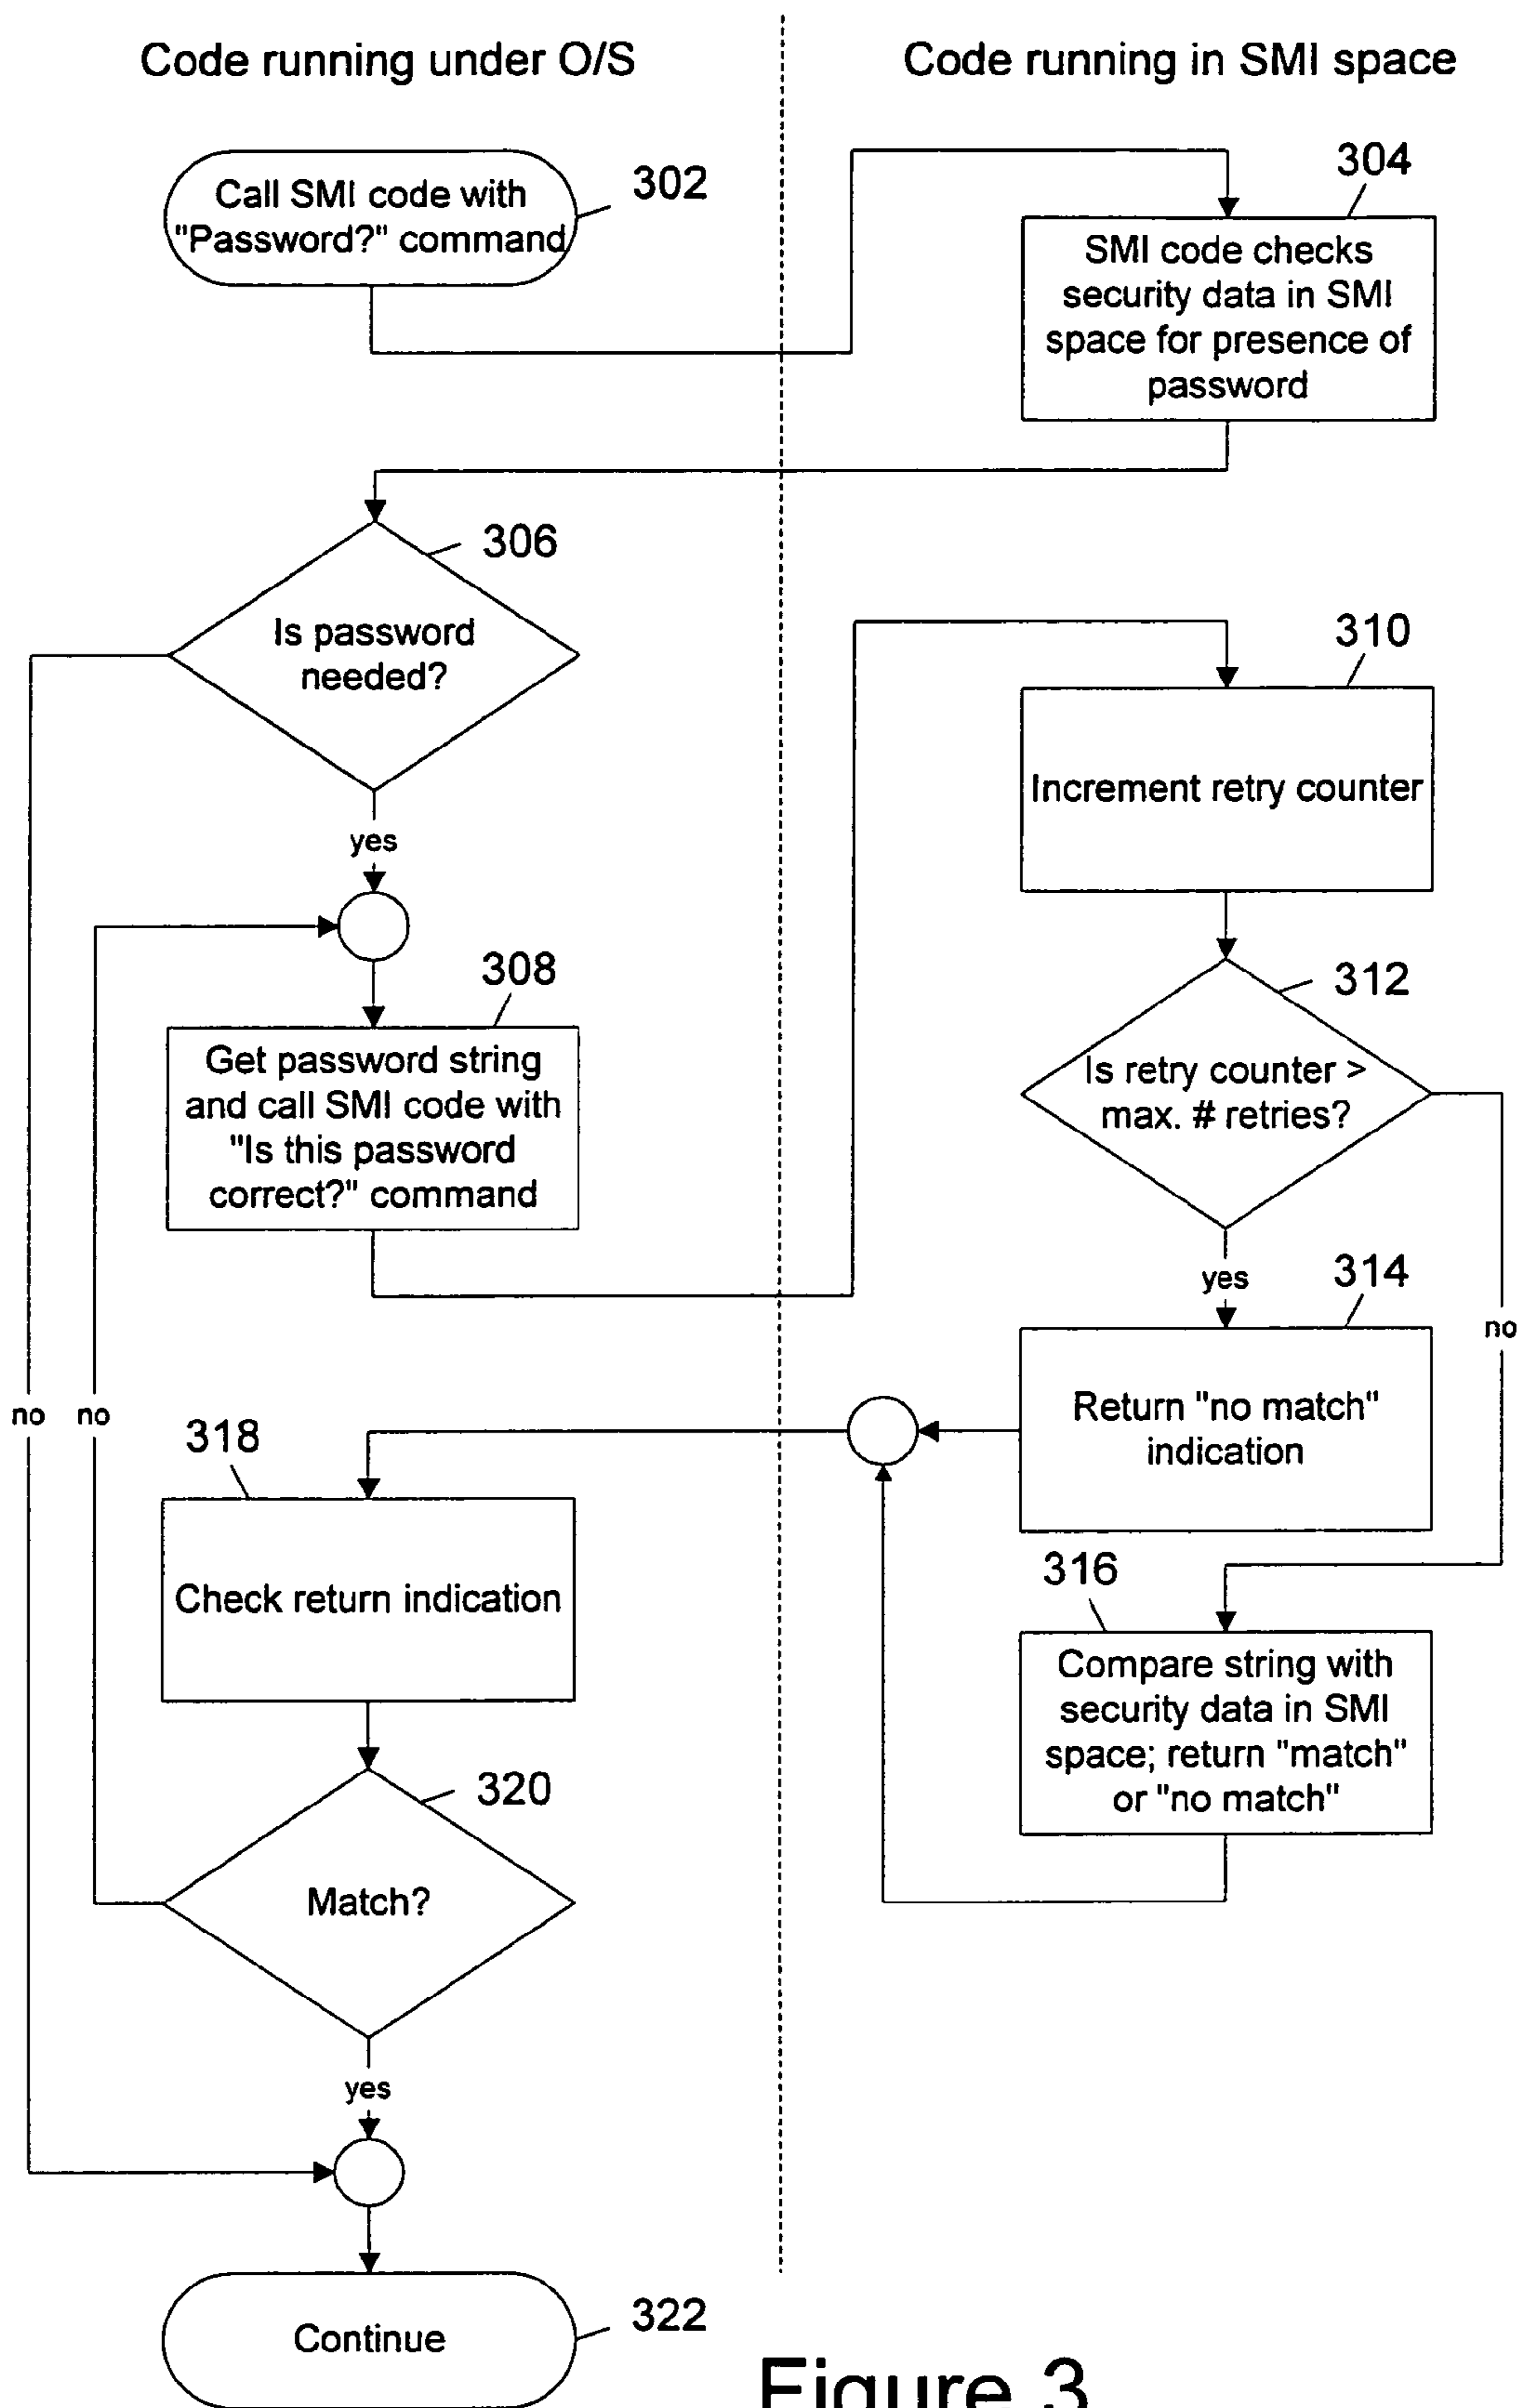 Code running under O/S
Code running in SMI space
Call SMI code with
"Password?" command
302
304
SMI code checks
security data in SMI
space for presence of
password
306
Is password
needed?
yes
308
Get password string
and call SMI code with
"Is this password
correct?" command
310
Increment retry counter
312
Is retry counter >
max. # retries?
yes
no
314
Return "no match"
indication
316
Compare string with
security data in SMI
space; return "match"
or "no match"
no
no
318
Check return indication
320
Match?
yes
Continue
322
Figure 3